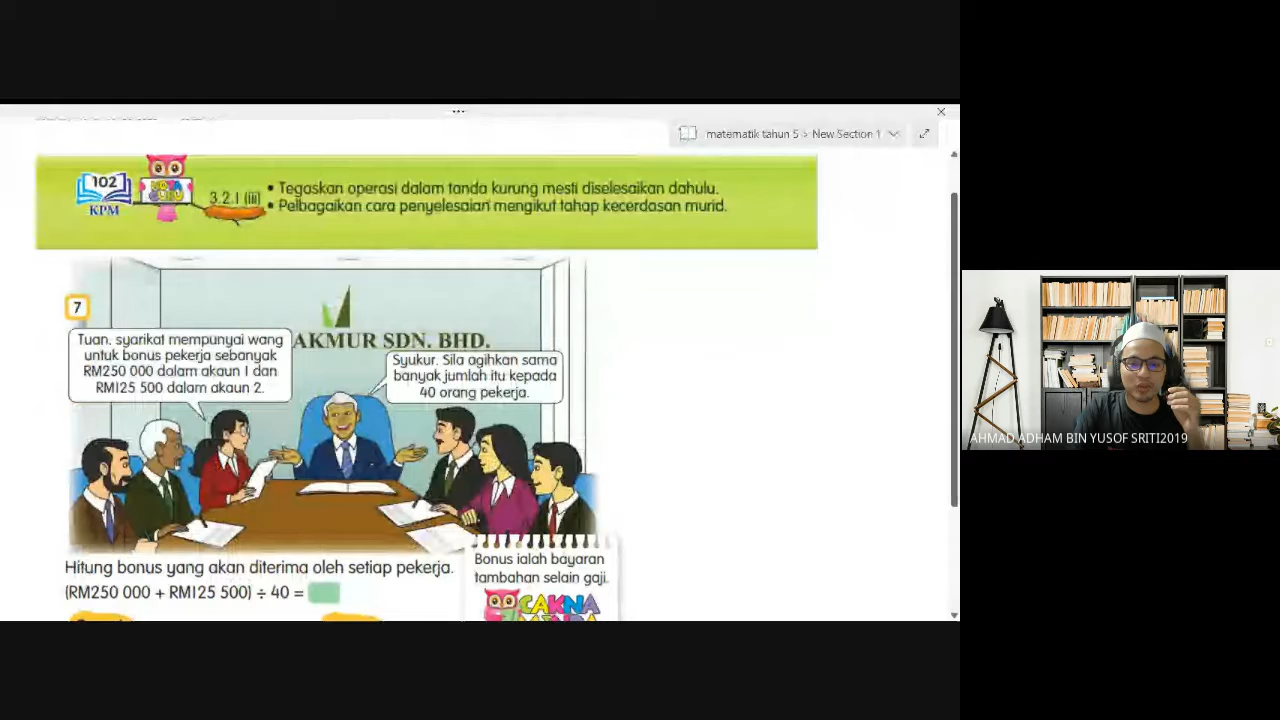 matematik tahun 5 > New Section 1
102
KPM
3.2.1 (iii)
• Tegaskan operasi dalam tanda kurung mesti diselesaikan dahulu.
• Pelbagaikan cara penyelesaian mengikut tahap kecerdasan murid.
7
AKMUR SDN. BHD.
Tuan, syarikat mempunyai wang
untuk bonus pekerja sebanyak
RM250 000 dalam akaun 1 dan
RM125 500 dalam akaun 2.
Syukur. Sila agihkan sama
banyak jumlah itu kepada
40 orang pekerja.
Hitung bonus yang akan diterima oleh setiap pekerja.
(RM250 000 + RM125 500) ÷ 40 =
Bonus ialah bayaran
tambahan selain gaji.
CAKNA
AHMAD ADHAM BIN YUSOF SRITI2019